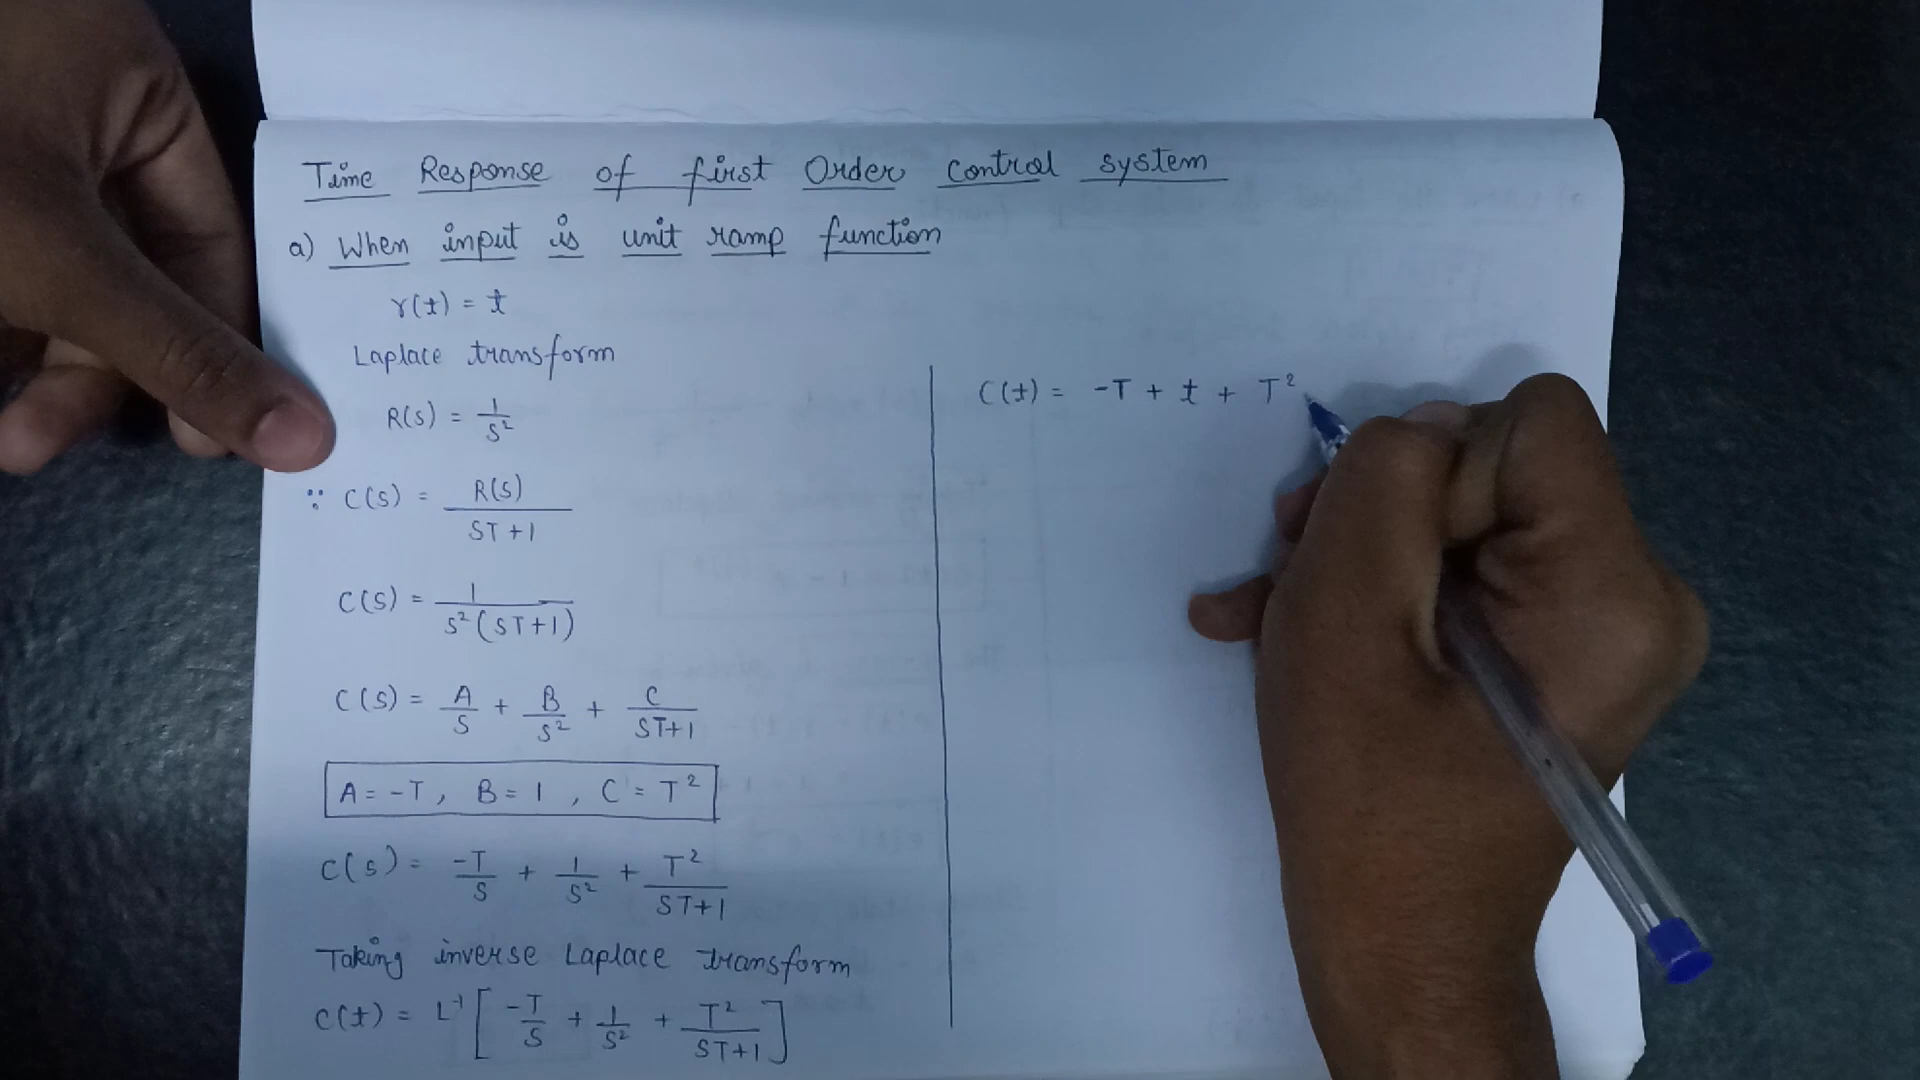 Time Response of first Order control system
a) When input is unit ramp function
r(t) = t
Laplace transform
R(s) = 1/s²
∵ C(s) = R(s)/(ST+1)
C(s) = 1/(s²(ST+1))
C(s) = A/S + B/S² + C/(ST+1)
A = -T, B = 1, C = T²
C(s) = -T/S + 1/S² + T²/(ST+1)
Taking inverse Laplace transform
C(t) = L⁻¹[-T/S + 1/S² + T²/(ST+1)]
C(t) = -T + t + T²